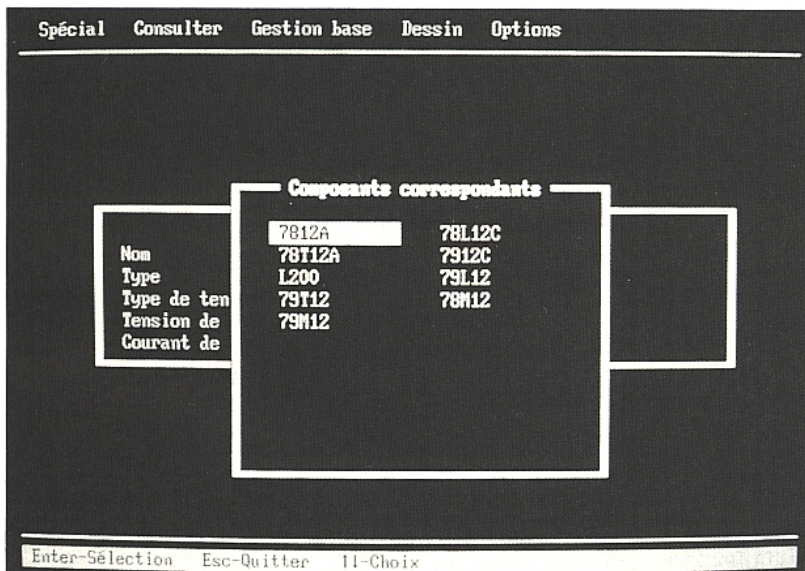 Spécial Consulter Gestion base Dessin Options
Composants correspondants
7812A 78L12C
78T12A 7912C
L200 79L12
79T12 78M12
79M12
Nom
Type
Type de ten
Tension de
Courant de
Enter-Sélection Esc-Quitter ↑↓-Choix